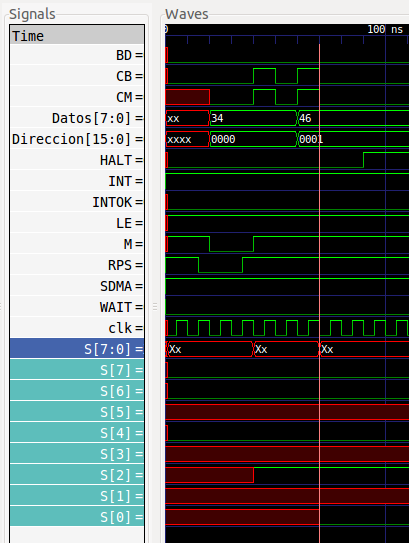 Signals Waves
Time 0 100 ns
BD =
CB =
CM =
Datos[7:0] = xx 34 46
Direccion[15:0] = xxxx 0000 0001
HALT =
INT =
INTOK =
LE =
M =
RPS =
SDMA =
WAIT =
clk =
S[7:0] = Xx Xx Xx
S[7] =
S[6] =
S[5] =
S[4] =
S[3] =
S[2] =
S[1] =
S[0] =